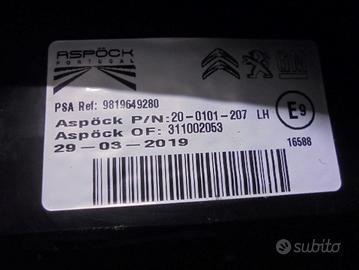 ASPÖCK
PORTUGAL
GM
PSA Ref: 9819649280
Aspöck P/N: 20-0101-207 LH
Aspöck OF: 311002053
29-03-2019
E9
16588
subito